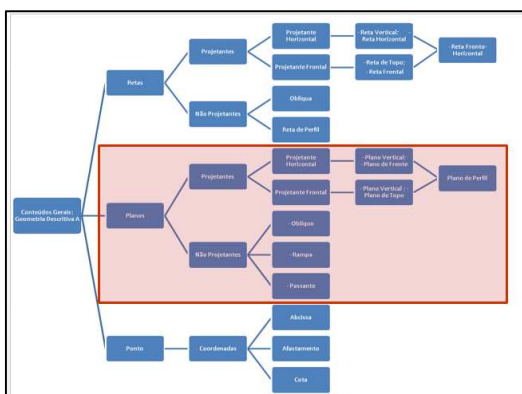 Conteúdos Gerais:
Geometria Descritiva A
Retas
Projetantes
Projetante
Horizontal
- Reta Vertical;
- Reta Horizontal
Projetante Frontal
- Reta de Topo;
- Reta Frontal
- Reta Fronto-
Horizontal
Não Projetantes
Oblíqua
Reta de Perfil
Planos
Projetantes
Projetante
Horizontal
- Plano Vertical;
- Plano de Frente
Projetante Frontal
- Plano Vertical ;
- Plano de Topo
Plano de Perfil
Não Projetantes
- Oblíquo
- Rampa
- Passante
Ponto
Coordenadas
Abcissa
Afastamento
Cota